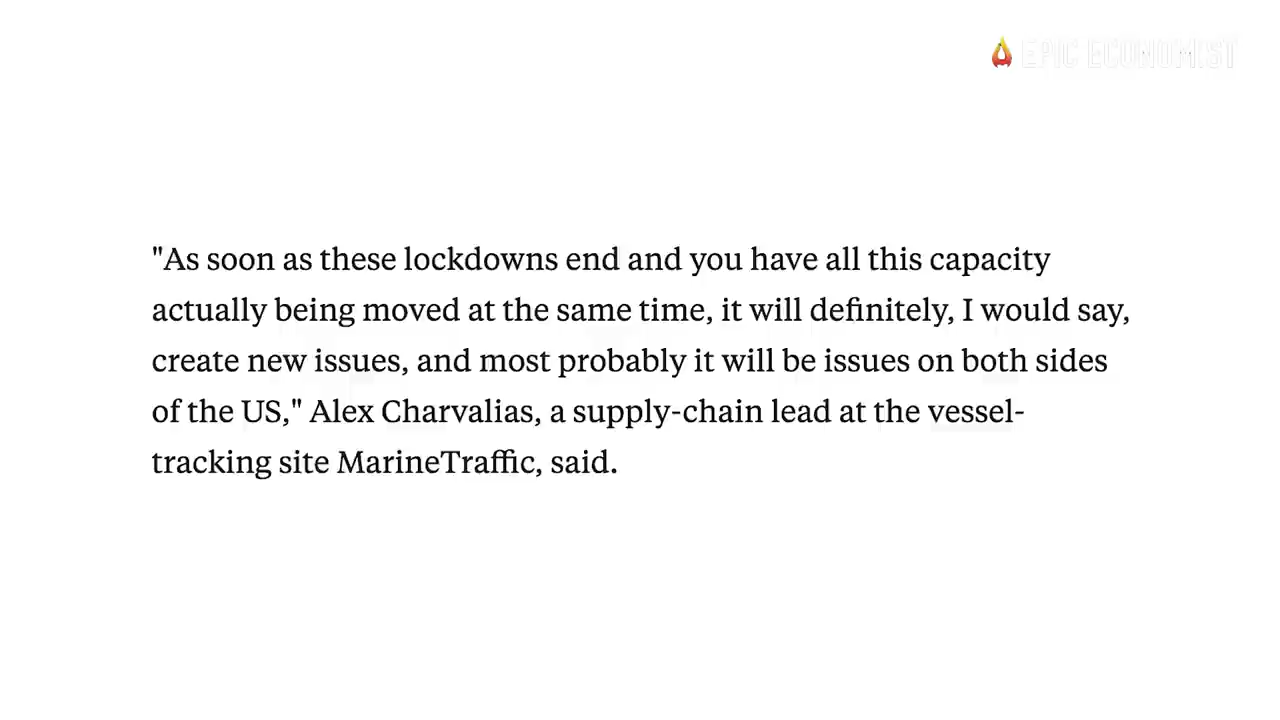 EPIC ECONOMIST
"As soon as these lockdowns end and you have all this capacity
actually being moved at the same time, it will definitely, I would say,
create new issues, and most probably it will be issues on both sides
of the US," Alex Charvalias, a supply-chain lead at the vessel-
tracking site MarineTraffic, said.